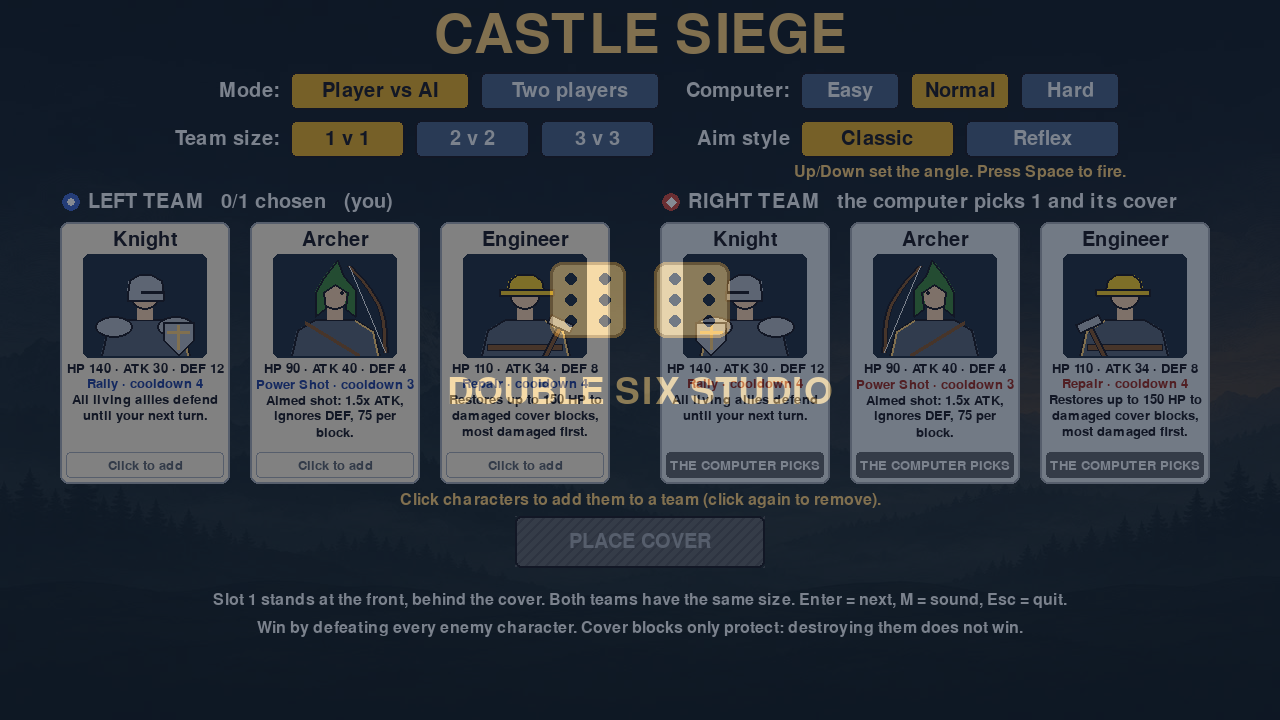 CASTLE SIEGE
Mode: Player vs AI Two players Computer: Easy Normal Hard
Team size: 1 v 1 2 v 2 3 v 3 Aim style Classic Reflex
Up/Down set the angle. Press Space to fire.
LEFT TEAM 0/1 chosen (you)
RIGHT TEAM the computer picks 1 and its cover
Knight
HP 140 · ATK 30 · DEF 12
Rally · cooldown 4
All living allies defend
until your next turn.
Click to add
Archer
HP 90 · ATK 40 · DEF 4
Power Shot · cooldown 3
Aimed shot: 1.5x ATK,
ignores DEF, 75 per
block.
Click to add
Engineer
HP 110 · ATK 34 · DEF 8
Repair · cooldown 4
Restores up to 150 HP to
damaged cover blocks,
most damaged first.
Click to add
Knight
HP 140 · ATK 30 · DEF 12
Rally · cooldown 4
All living allies defend
until your next turn.
THE COMPUTER PICKS
Archer
HP 90 · ATK 40 · DEF 4
Power Shot · cooldown 3
Aimed shot: 1.5x ATK,
ignores DEF, 75 per
block.
THE COMPUTER PICKS
Engineer
HP 110 · ATK 34 · DEF 8
Repair · cooldown 4
Restores up to 150 HP to
damaged cover blocks,
most damaged first.
THE COMPUTER PICKS
DOUBLE SIX STUDIO
Click characters to add them to a team (click again to remove).
PLACE COVER
Slot 1 stands at the front, behind the cover. Both teams have the same size. Enter = next, M = sound, Esc = quit.
Win by defeating every enemy character. Cover blocks only protect: destroying them does not win.